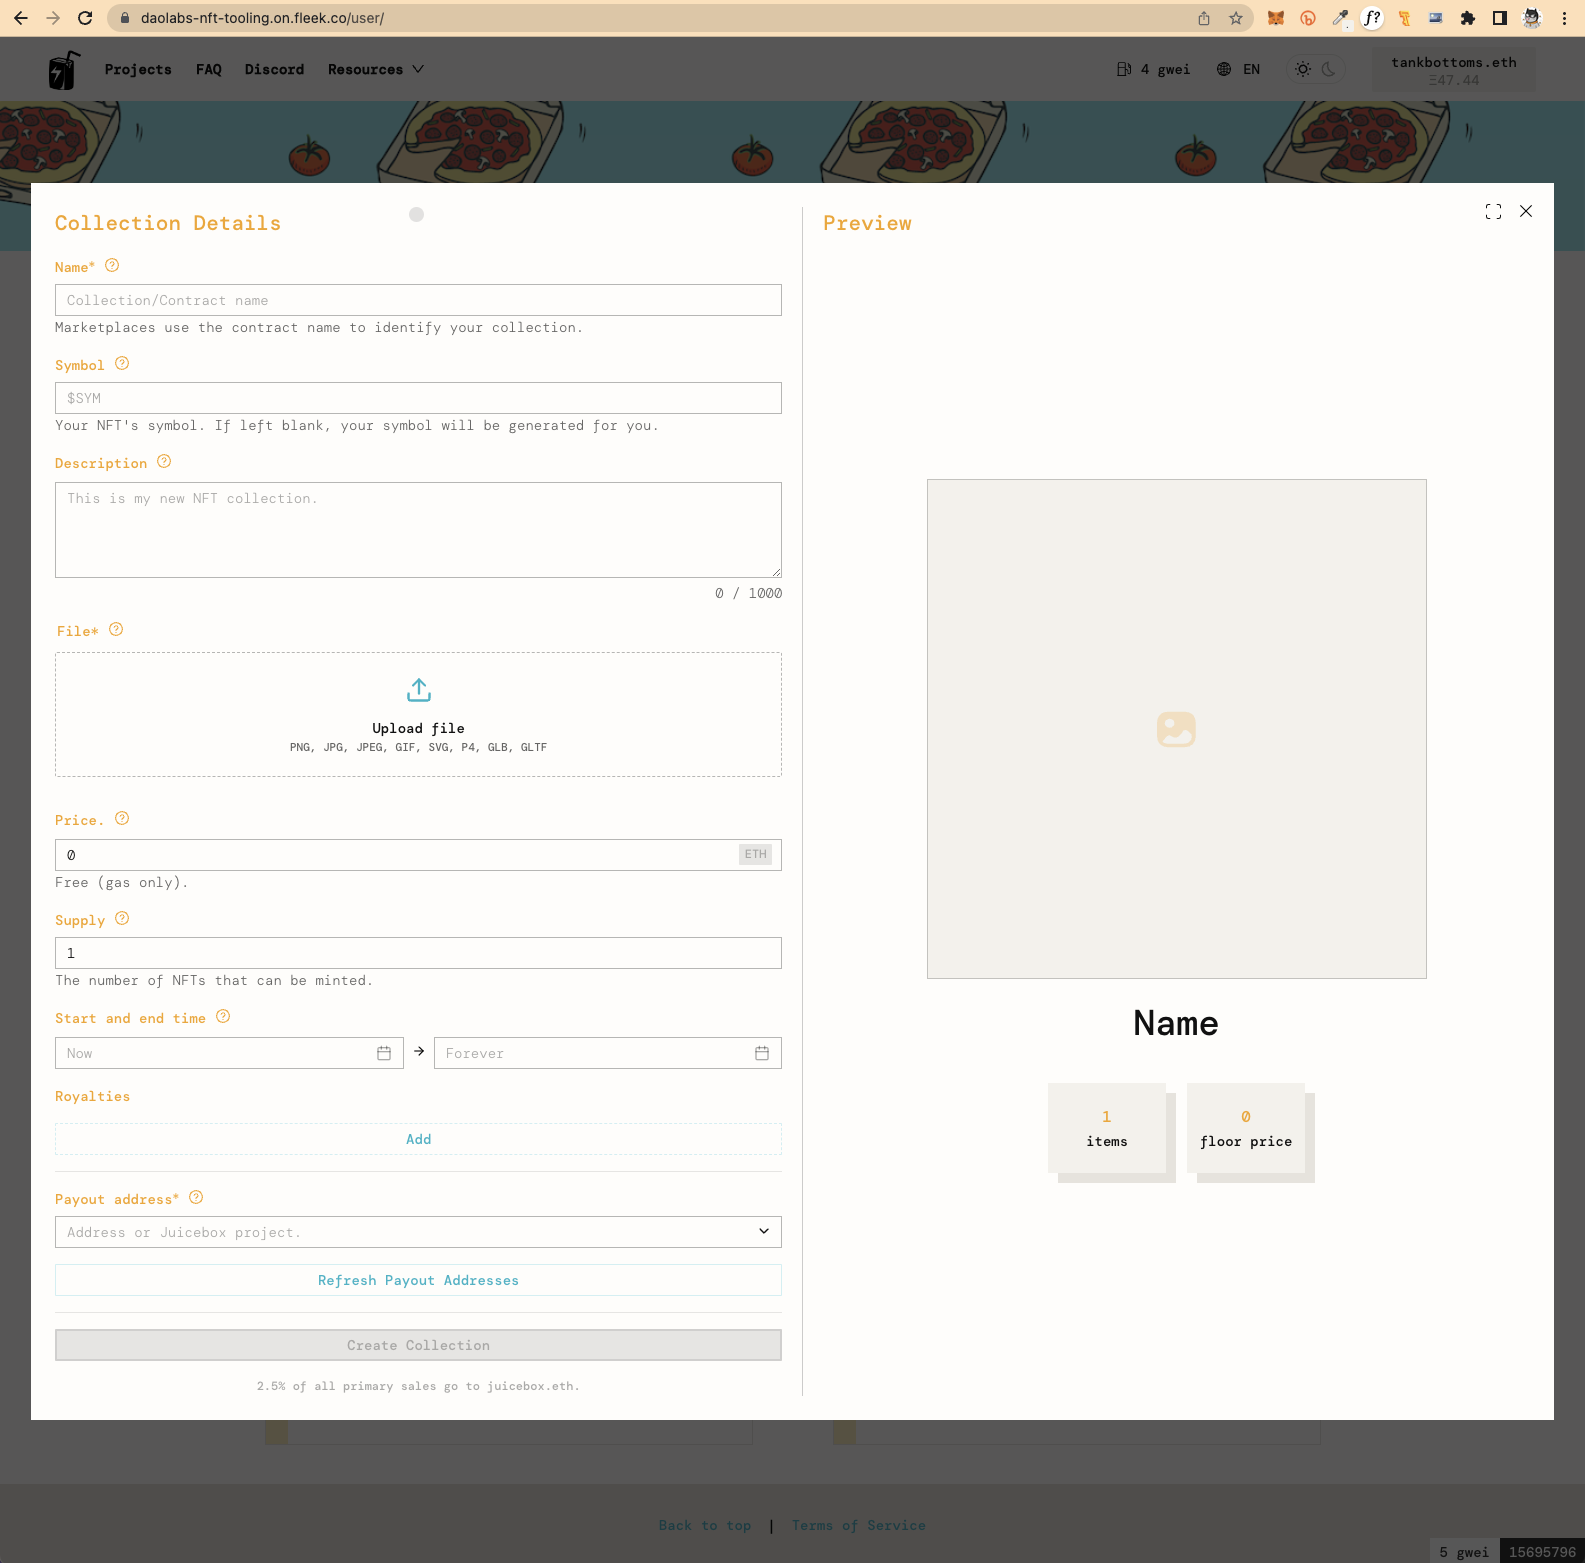 daolabs-nft-tooling.on.fleek.co/user/
f?
Projects FAQ Discord Resources
4 gwei EN
tankbottoms.eth
Ξ47.44
Collection Details
Name*
Collection/Contract name
Marketplaces use the contract name to identify your collection.
Symbol
$SYM
Your NFT's symbol. If left blank, your symbol will be generated for you.
Description
This is my new NFT collection.
0 / 1000
File*
Upload file
PNG, JPG, JPEG, GIF, SVG, P4, GLB, GLTF
Price.
0 ETH
Free (gas only).
Supply
1
The number of NFTs that can be minted.
Start and end time
Now → Forever
Royalties
Add
Payout address*
Address or Juicebox project.
Refresh Payout Addresses
Create Collection
2.5% of all primary sales go to juicebox.eth.
Preview
Name
1
items
0
floor price
Back to top | Terms of Service
5 gwei 15695796